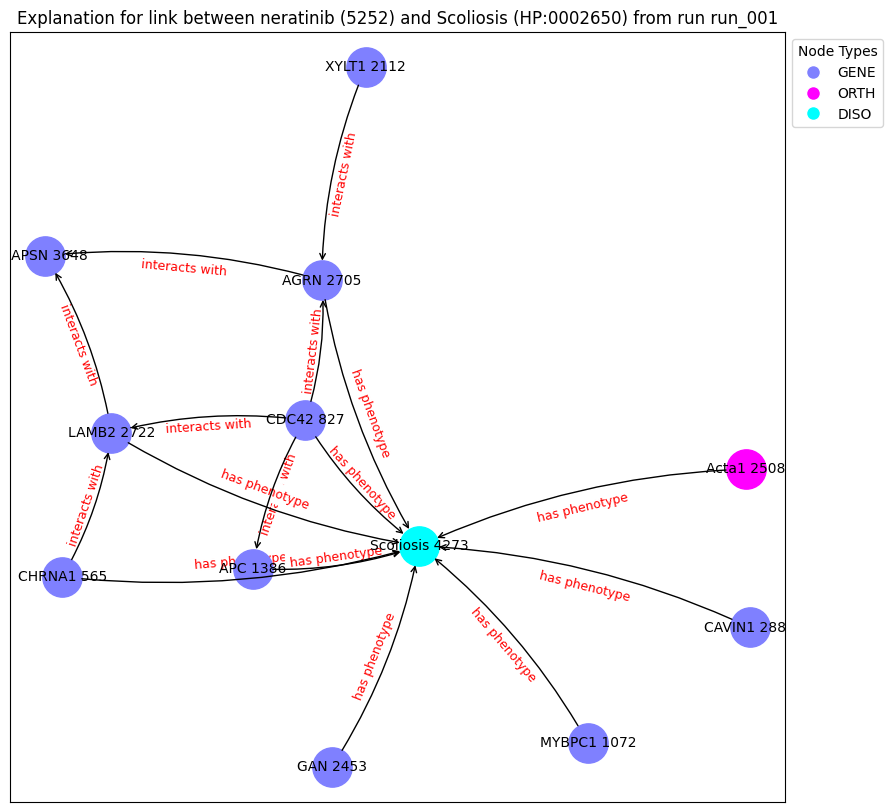 Explanation for link between neratinib (5252) and Scoliosis (HP:0002650) from run run_001
Node Types
GENE
ORTH
DISO
XYLT1 2112
interacts with
APSN 3648
interacts with
AGRN 2705
interacts with
interacts with
has phenotype
CDC42 827
interacts with
LAMB2 2722
has phenotype
has phenotype
with
Acta1 2508
has phenotype
interacts with
Scoliosis 4273
has phenotype
CHRNA1 565
APC 1386
has phenotype
CAVIN1 288
has phenotype
has phenotype
MYBPC1 1072
GAN 2453